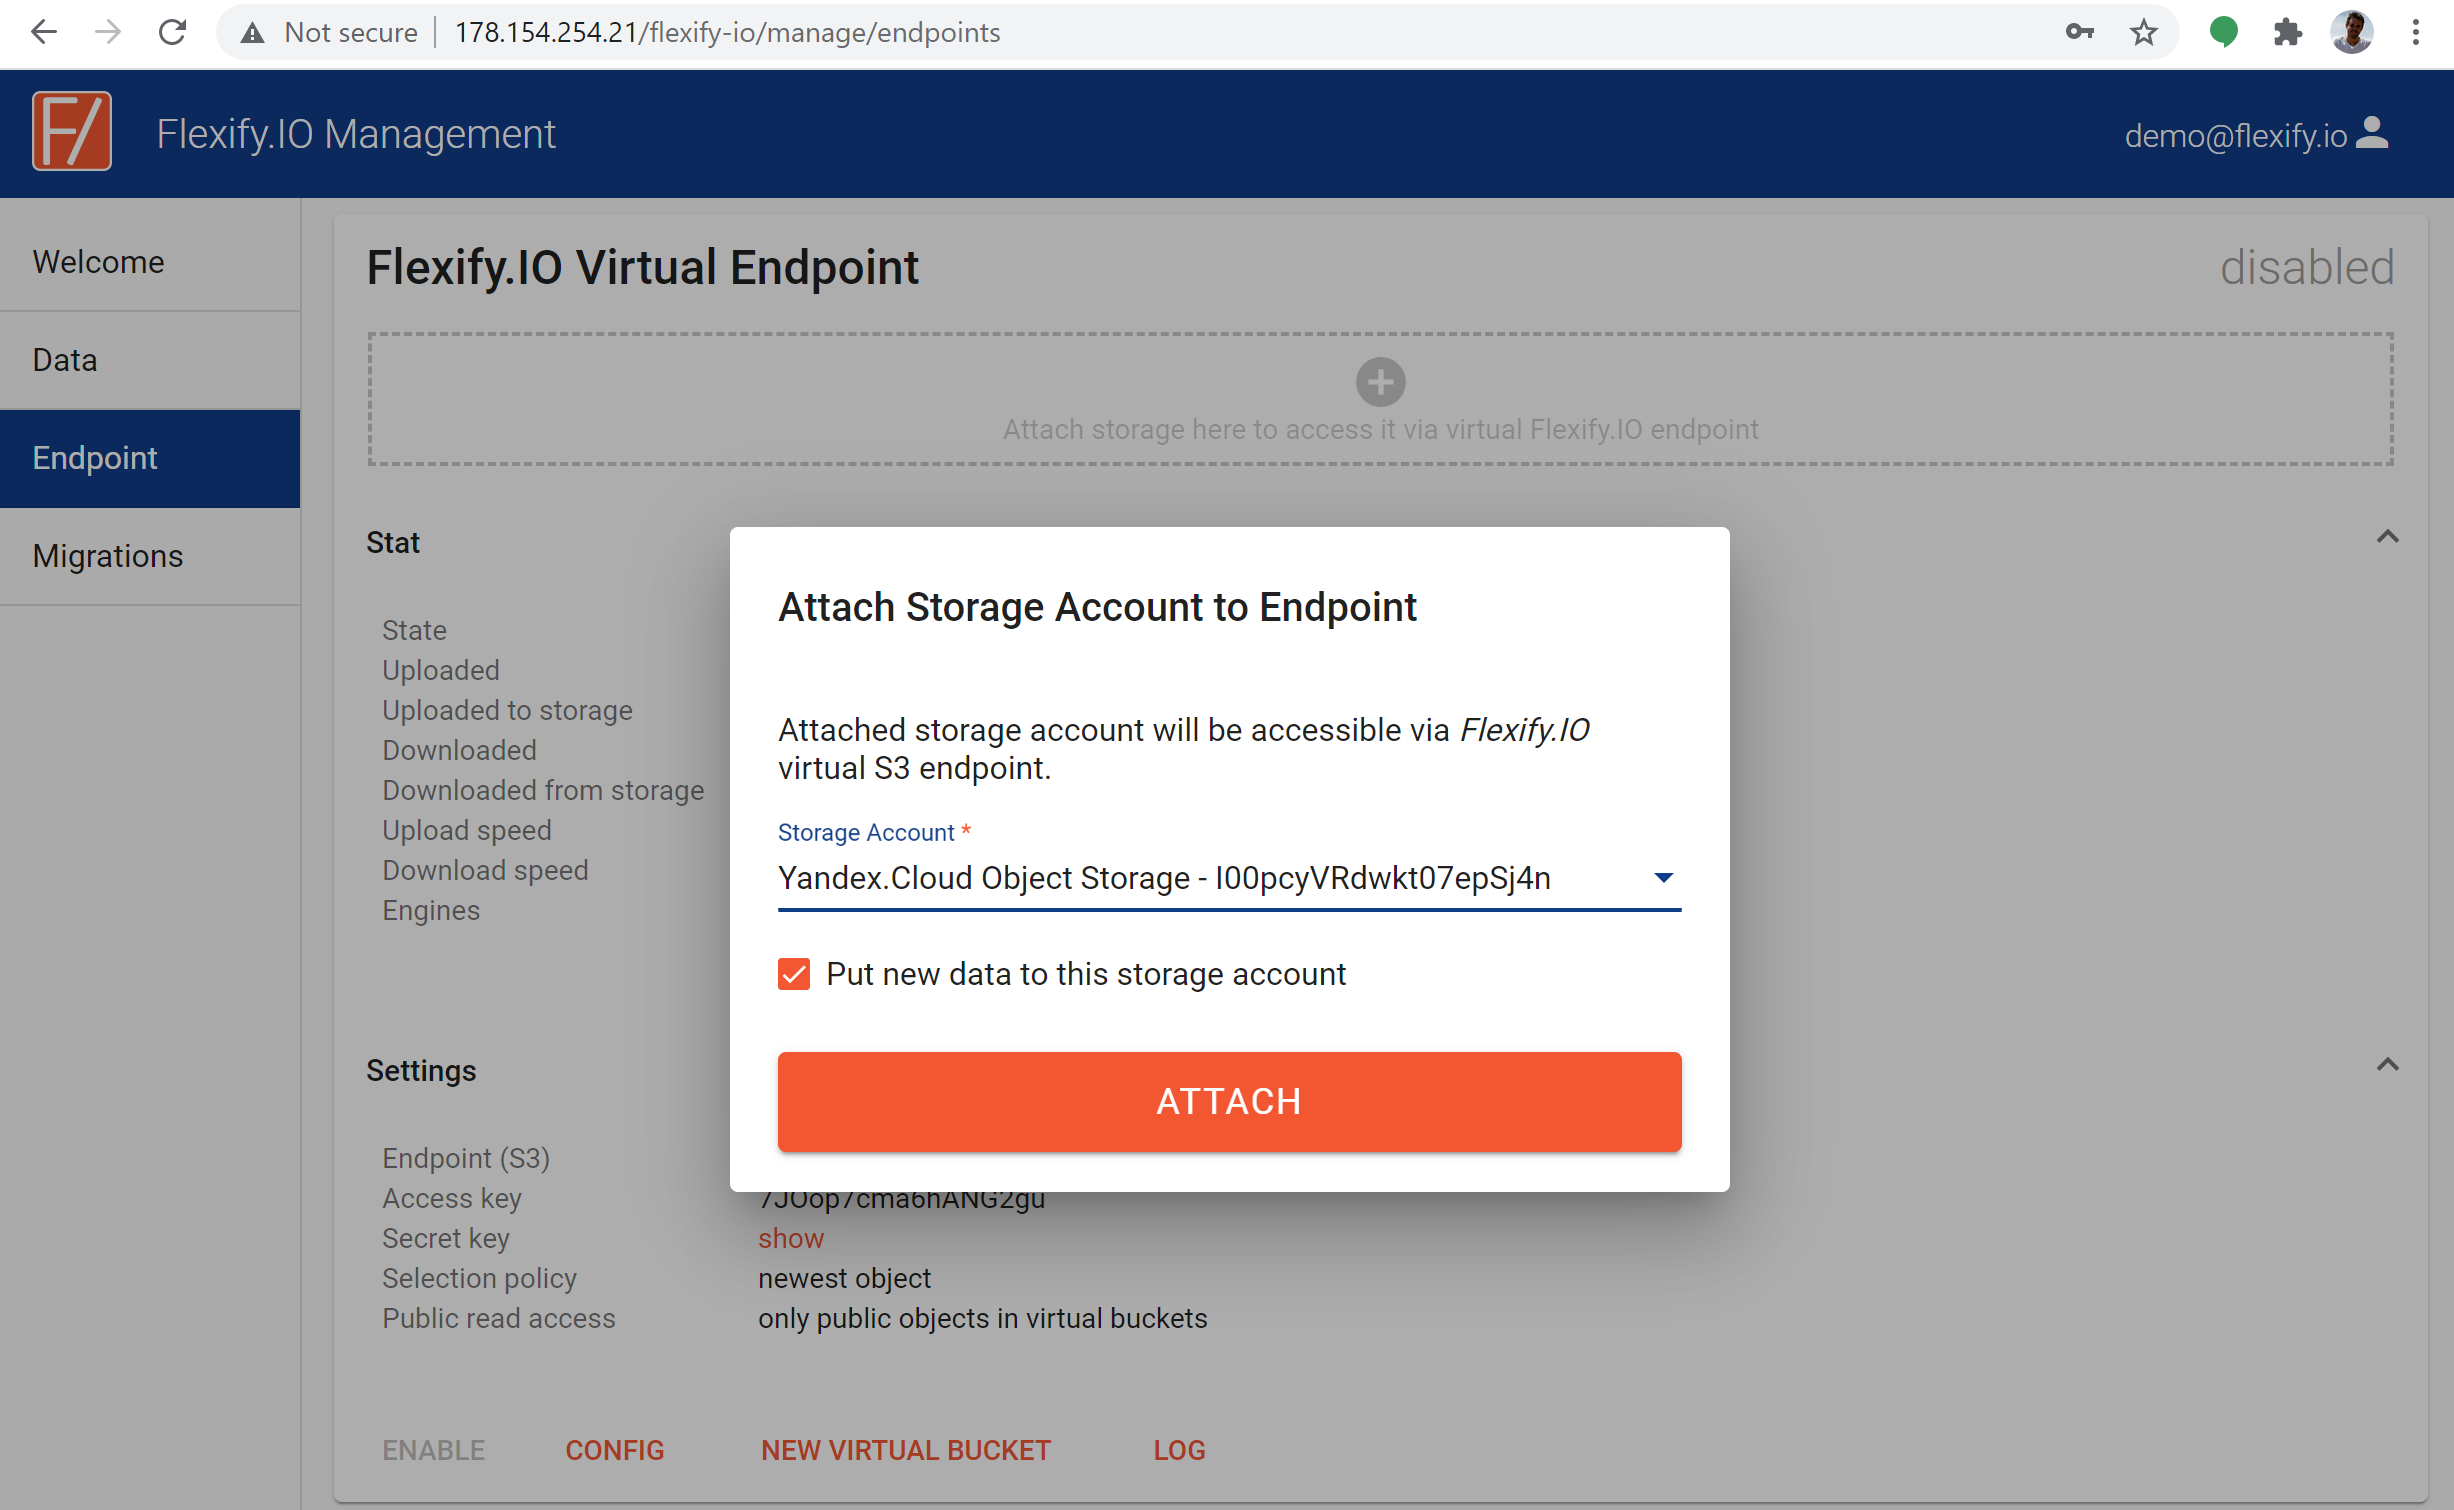 Not secure 178.154.254.21/flexify-io/manage/endpoints
F/ Flexify.IO Management demo@flexify.io
Welcome
Data
Endpoint
Migrations
Flexify.IO Virtual Endpoint disabled
Attach storage here to access it via virtual Flexify.IO endpoint
Stat
State
Uploaded
Uploaded to storage
Downloaded
Downloaded from storage
Upload speed
Download speed
Engines
Attach Storage Account to Endpoint
Attached storage account will be accessible via Flexify.IO
virtual S3 endpoint.
Storage Account *
Yandex.Cloud Object Storage - I00pcyVRdwkt07epSj4n
Put new data to this storage account
ATTACH
Settings
Endpoint (S3)
Access key 7JOop7cma6hANG2gu
Secret key show
Selection policy newest object
Public read access only public objects in virtual buckets
ENABLE CONFIG NEW VIRTUAL BUCKET LOG